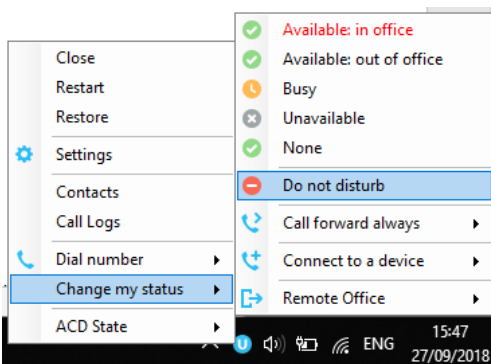 Close
Restart
Restore
Settings
Contacts
Call Logs
Dial number
Change my status
ACD State
Available: in office
Available: out of office
Busy
Unavailable
None
Do not disturb
Call forward always
Connect to a device
Remote Office
U
ENG
15:47
27/09/2018